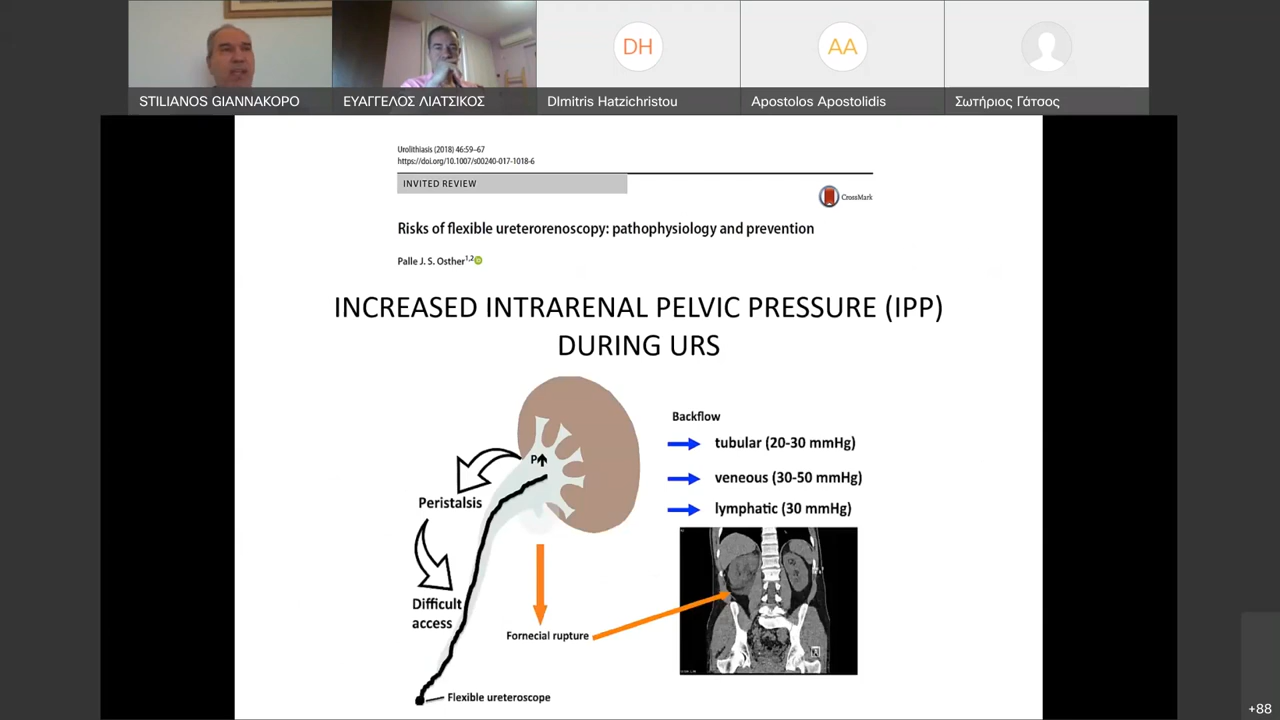 DH
AA
STILIANOS GIANNAKOPO
ΕΥΑΓΓΕΛΟΣ ΛΙΑΤΣΙΚΟΣ
DImitris Hatzichristou
Apostolos Apostolidis
Σωτήριος Γάτσος
Urolithiasis (2018) 46:59–67
https://doi.org/10.1007/s00240-017-1018-6
INVITED REVIEW
CrossMark
Risks of flexible ureterorenoscopy: pathophysiology and prevention
Palle J. S. Osther1,2
INCREASED INTRARENAL PELVIC PRESSURE (IPP)
DURING URS
Backflow
tubular (20-30 mmHg)
P
veneous (30-50 mmHg)
Peristalsis
lymphatic (30 mmHg)
Difficult
access
Fornecial rupture
Flexible ureteroscope
+88